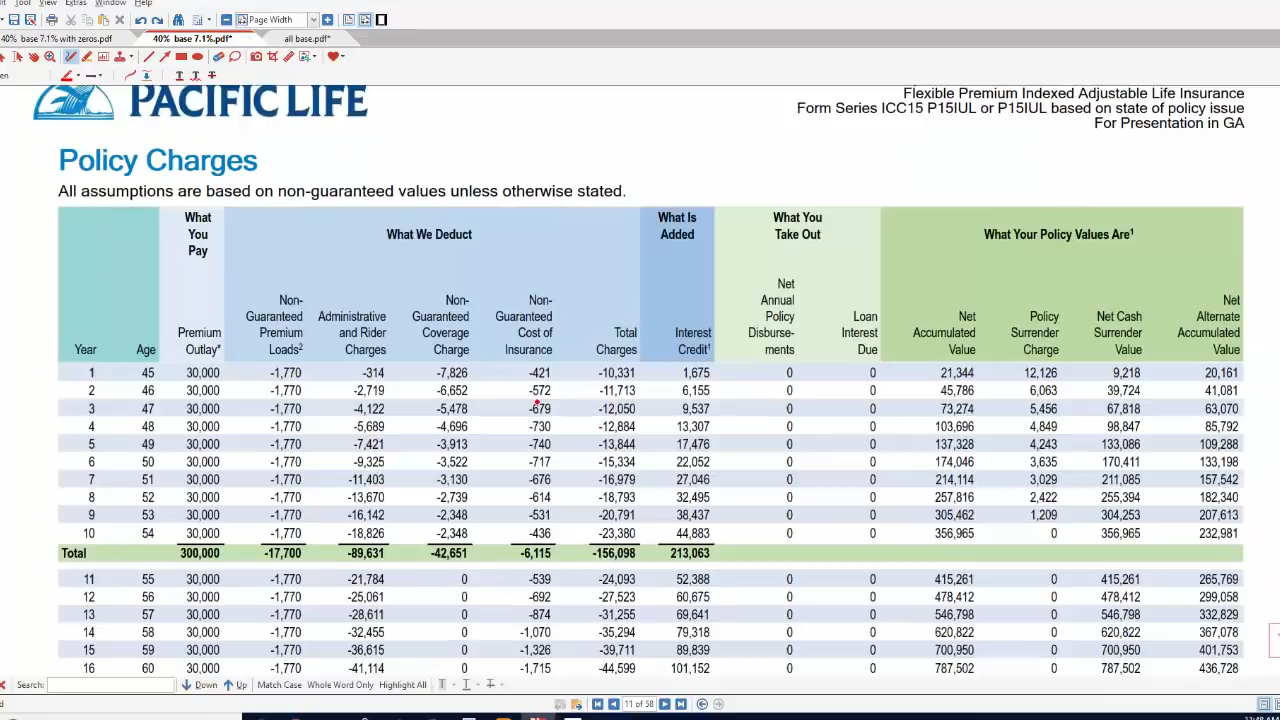 Tool View Extras Window Help
Page Width
40% base 7.1% with zeros.pdf 40% base 7.1%.pdf* all base.pdf*
PACIFIC LIFE
Flexible Premium Indexed Adjustable Life Insurance
Form Series ICC15 P15IUL or P15IUL based on state of policy issue
For Presentation in GA
Policy Charges
All assumptions are based on non-guaranteed values unless otherwise stated.
What You Pay What We Deduct What Is Added What You Take Out What Your Policy Values Are¹
Year Age Premium Outlay* Non-Guaranteed Premium Loads² Administrative and Rider Charges Non-Guaranteed Coverage Charge Non-Guaranteed Cost of Insurance Total Charges Interest Credit¹ Net Annual Policy Disburse-ments Loan Interest Due Net Accumulated Value Policy Surrender Charge Net Cash Surrender Value Net Alternate Accumulated Value
1 45 30,000 -1,770 -314 -7,826 -421 -10,331 1,675 0 0 21,344 12,126 9,218 20,161
2 46 30,000 -1,770 -2,719 -6,652 -572 -11,713 6,155 0 0 45,786 6,063 39,724 41,081
3 47 30,000 -1,770 -4,122 -5,478 -679 -12,050 9,537 0 0 73,274 5,456 67,818 63,070
4 48 30,000 -1,770 -5,689 -4,696 -730 -12,884 13,307 0 0 103,696 4,849 98,847 85,792
5 49 30,000 -1,770 -7,421 -3,913 -740 -13,844 17,476 0 0 137,328 4,243 133,086 109,288
6 50 30,000 -1,770 -9,325 -3,522 -717 -15,334 22,052 0 0 174,046 3,635 170,411 133,198
7 51 30,000 -1,770 -11,403 -3,130 -676 -16,979 27,046 0 0 214,114 3,029 211,085 157,542
8 52 30,000 -1,770 -13,670 -2,739 -614 -18,793 32,495 0 0 257,816 2,422 255,394 182,340
9 53 30,000 -1,770 -16,142 -2,348 -531 -20,791 38,437 0 0 305,462 1,209 304,253 207,613
10 54 30,000 -1,770 -18,826 -2,348 -436 -23,380 44,883 0 0 356,965 0 356,965 232,981
Total 300,000 -17,700 -89,631 -42,651 -6,115 -156,098 213,063
11 55 30,000 -1,770 -21,784 0 -539 -24,093 52,388 0 0 415,261 0 415,261 265,769
12 56 30,000 -1,770 -25,061 0 -692 -27,523 60,675 0 0 478,412 0 478,412 299,058
13 57 30,000 -1,770 -28,611 0 -874 -31,255 69,641 0 0 546,798 0 546,798 332,829
14 58 30,000 -1,770 -32,455 0 -1,070 -35,294 79,318 0 0 620,822 0 620,822 367,078
15 59 30,000 -1,770 -36,615 0 -1,326 -39,711 89,839 0 0 700,950 0 700,950 401,753
16 60 30,000 -1,770 -41,114 0 -1,715 -44,599 101,152 0 0 787,502 0 787,502 436,728
Search: Down Up Match Case Whole Word Only Highlight All
11 of 58